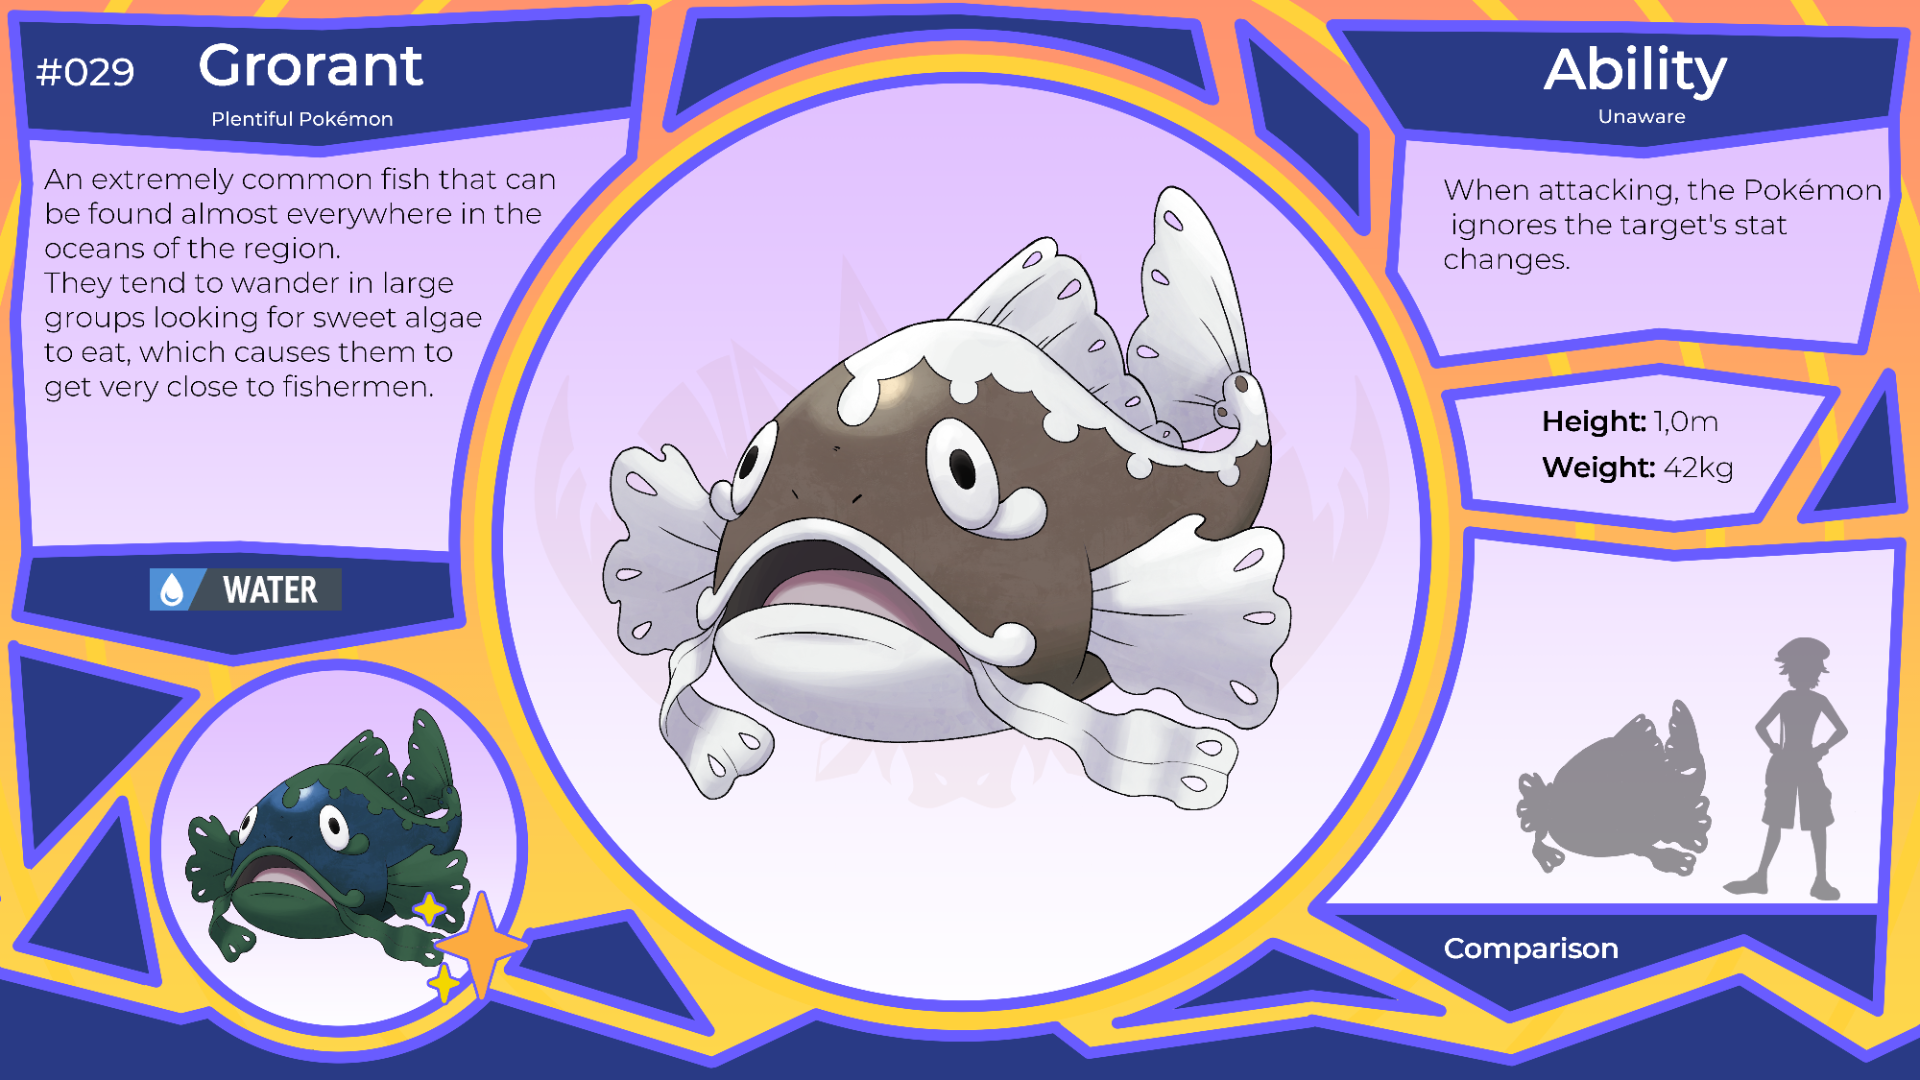 #029
Grorant
Plentiful Pokémon
An extremely common fish that can
be found almost everywhere in the
oceans of the region.
They tend to wander in large
groups looking for sweet algae
to eat, which causes them to
get very close to fishermen.
WATER
Ability
Unaware
When attacking, the Pokémon
ignores the target's stat
changes.
Height: 1,0m
Weight: 42kg
Comparison